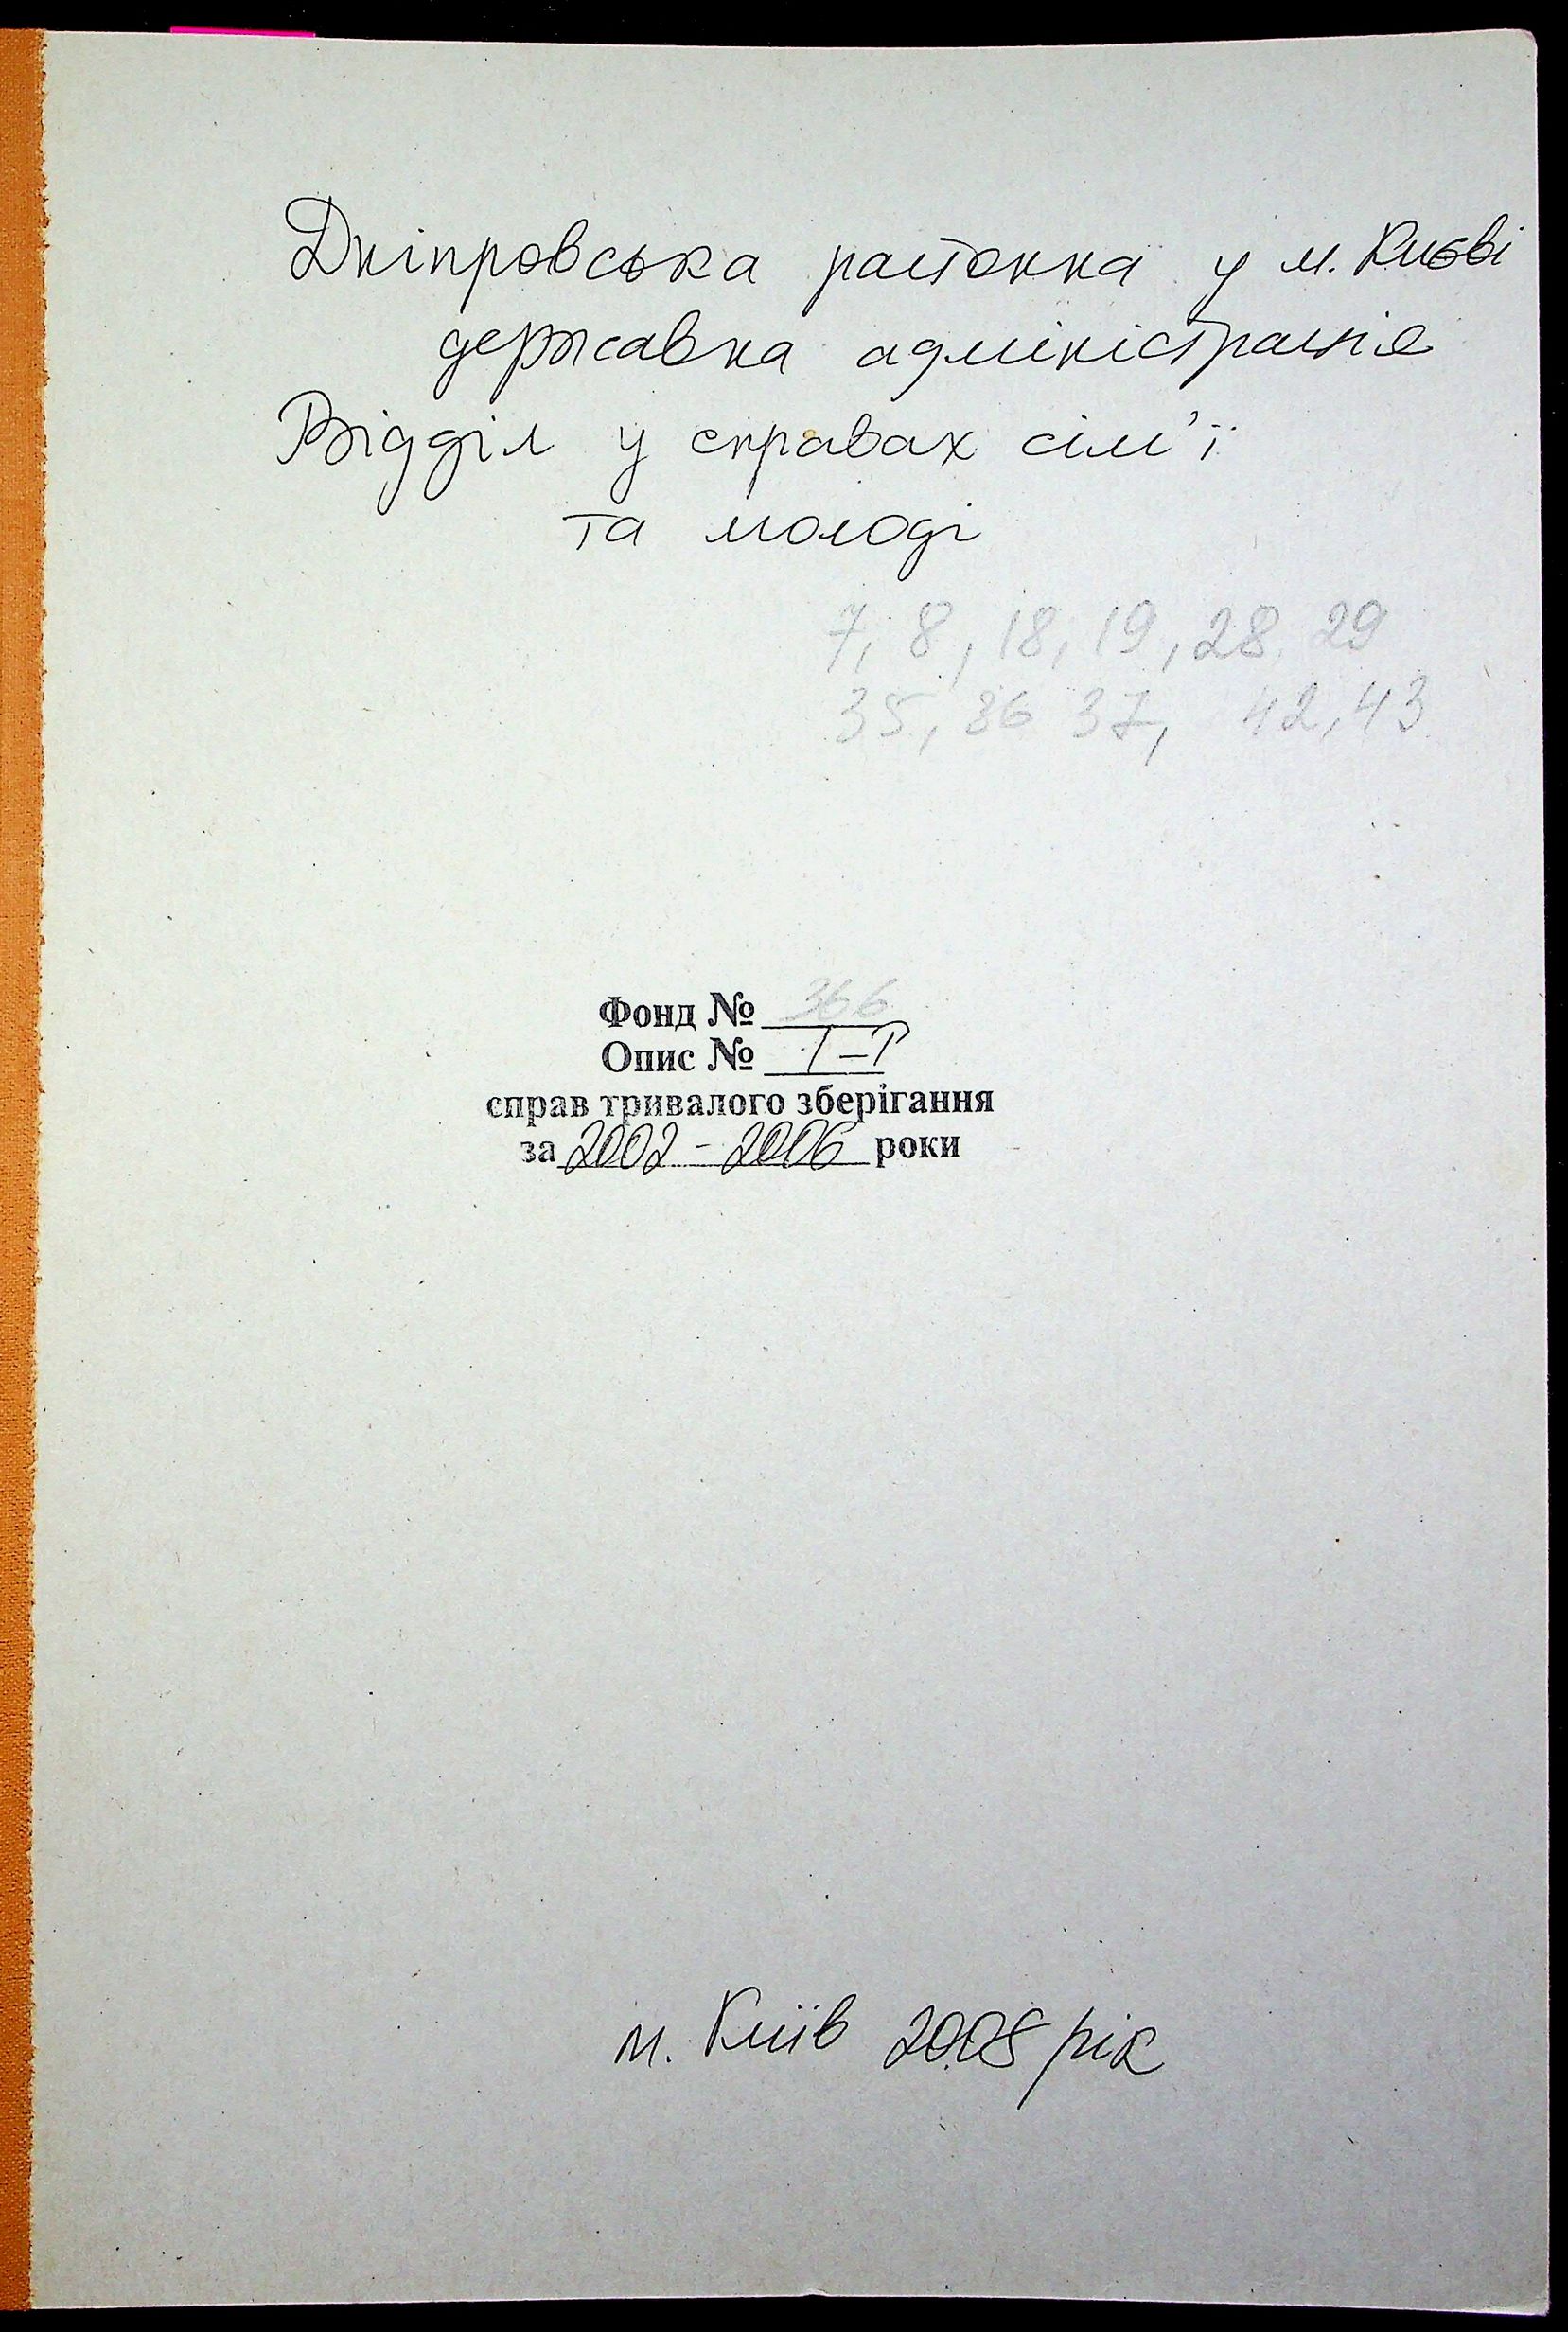 Дніпровська районна у м. Києві
державна адміністрація
Відділ у справах сім'ї
та молоді
7, 8, 18, 19, 28, 29
35, 36 37, 42, 43
Фонд № 366
Опис № 1-Р
справ тривалого зберігання
за 2002 - 2006 роки
м. Київ 2008 рік